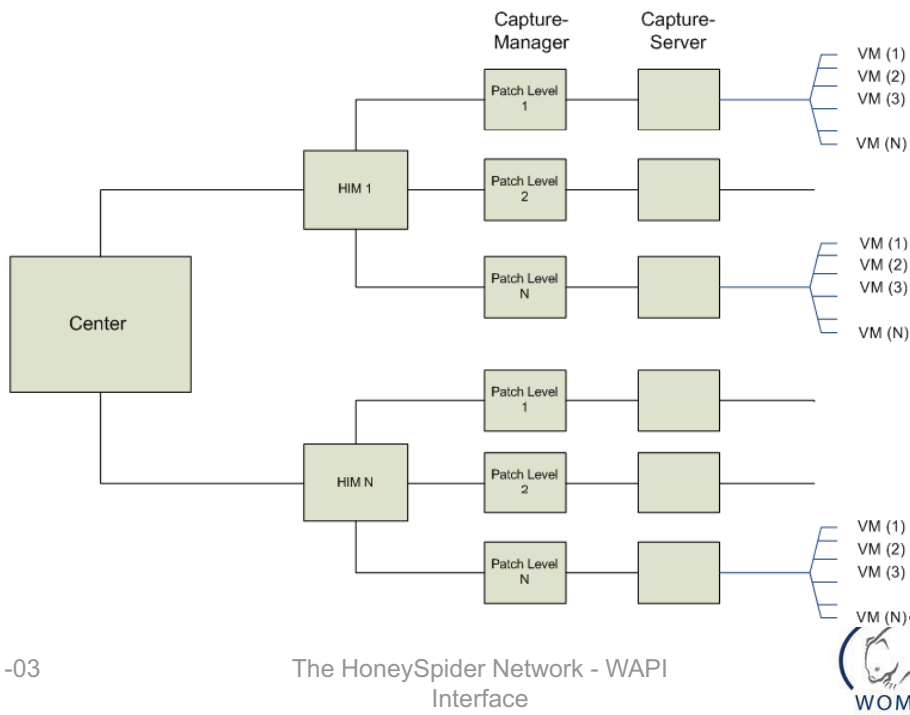 Capture-
Manager
Capture-
Server
VM (1)
VM (2)
VM (3)
VM (N)
Patch Level
1
HIM 1
Patch Level
2
Patch Level
N
VM (1)
VM (2)
VM (3)
VM (N)
Center
Patch Level
1
HIM N
Patch Level
2
Patch Level
N
VM (1)
VM (2)
VM (3)
VM (N)
-03
The HoneySpider Network - WAPI
Interface
WOM